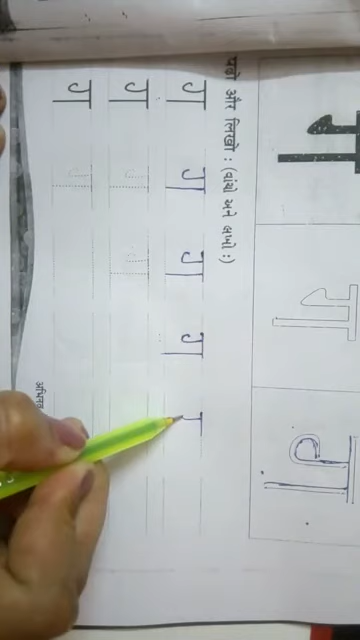 ग ग ग
पढ़ो और लिखो : (વાંચો અને લખો :)
ग ग ग ग
ग ग ग
ग ग